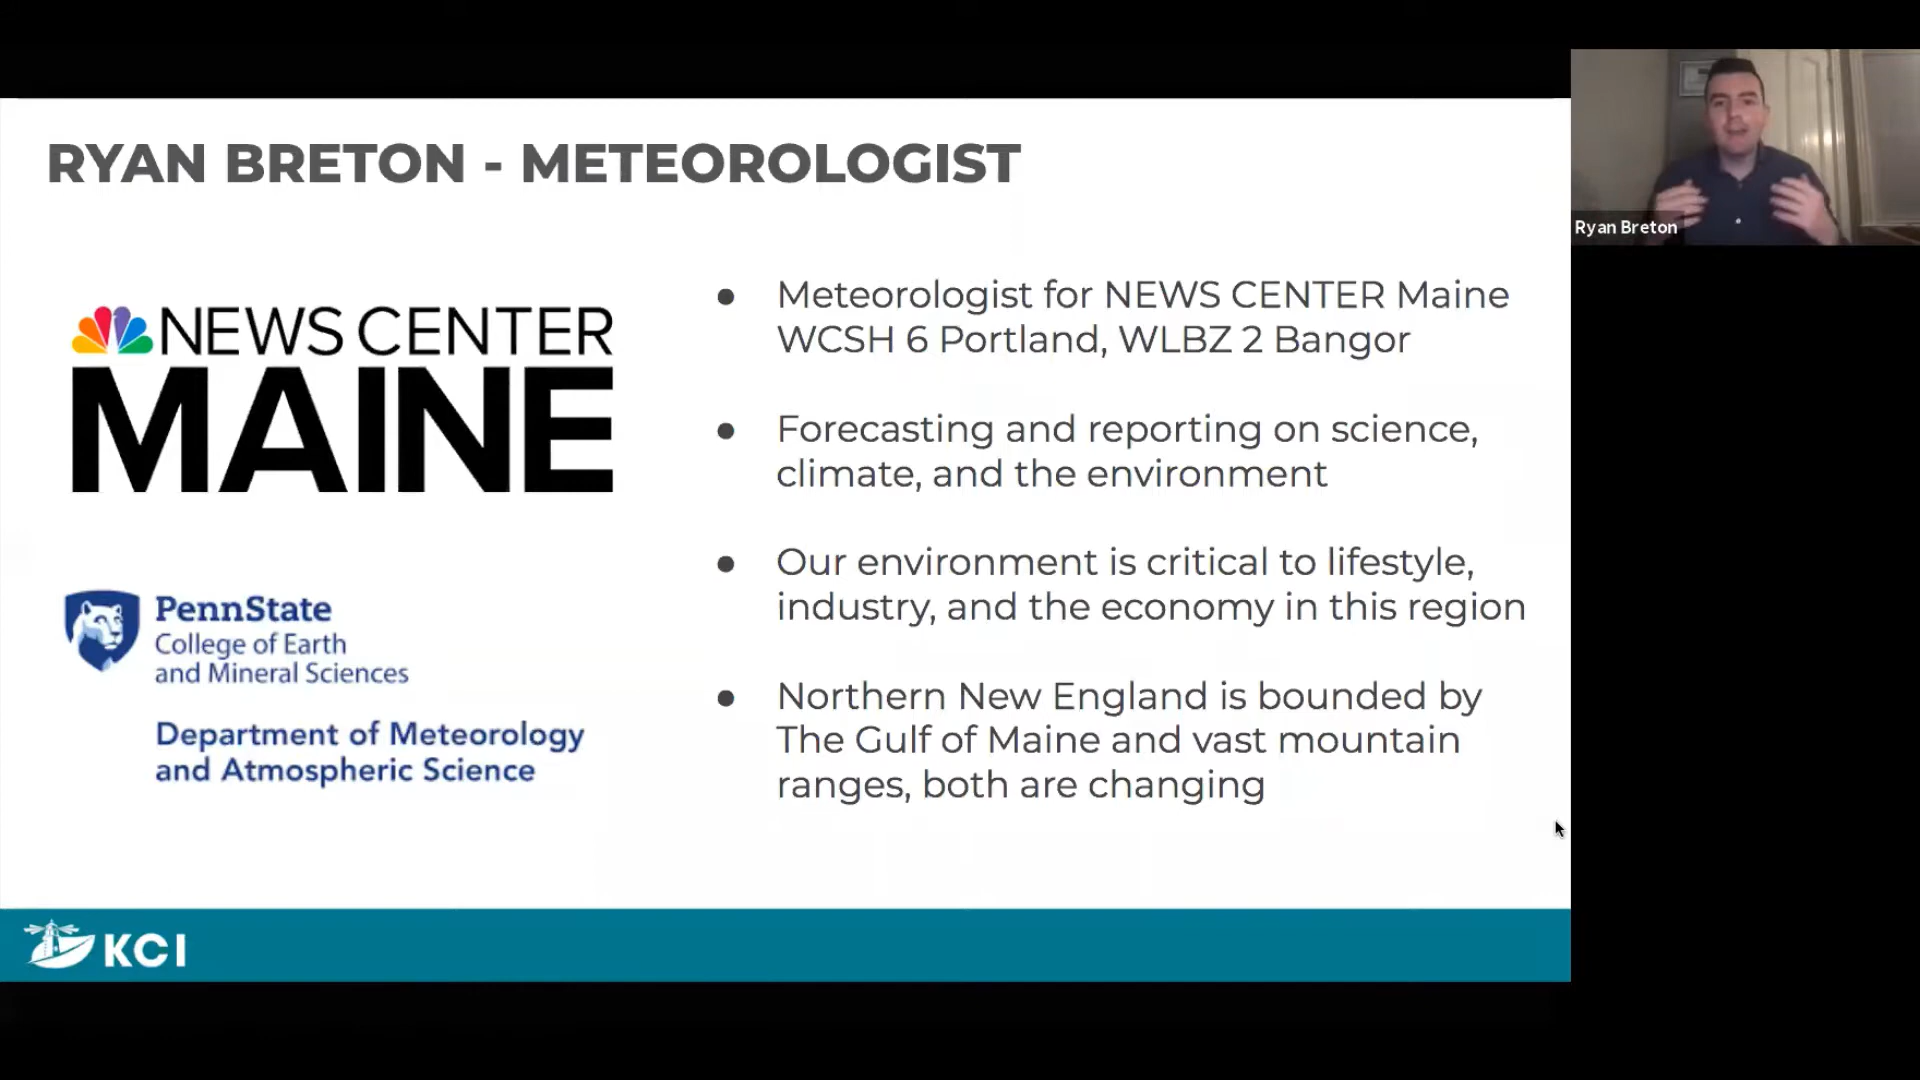 RYAN BRETON - METEOROLOGIST
NEWS CENTER
MAINE
PennState
College of Earth
and Mineral Sciences
Department of Meteorology
and Atmospheric Science
● Meteorologist for NEWS CENTER Maine
WCSH 6 Portland, WLBZ 2 Bangor
● Forecasting and reporting on science,
climate, and the environment
● Our environment is critical to lifestyle,
industry, and the economy in this region
● Northern New England is bounded by
The Gulf of Maine and vast mountain
ranges, both are changing
KCI
Ryan Breton